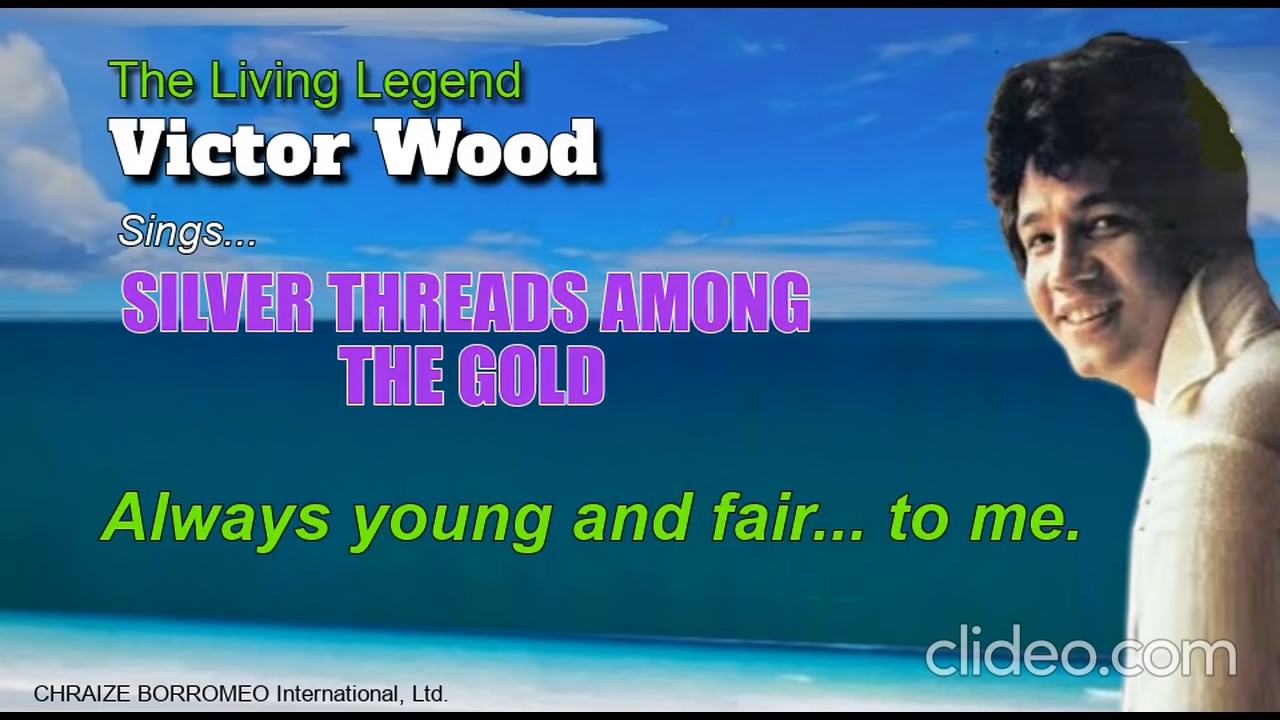 The Living Legend
Victor Wood
Sings...
SILVER THREADS AMONG
THE GOLD
Always young and fair... to me.
clideo.com
CHRAIZE BORROMEO International, Ltd.